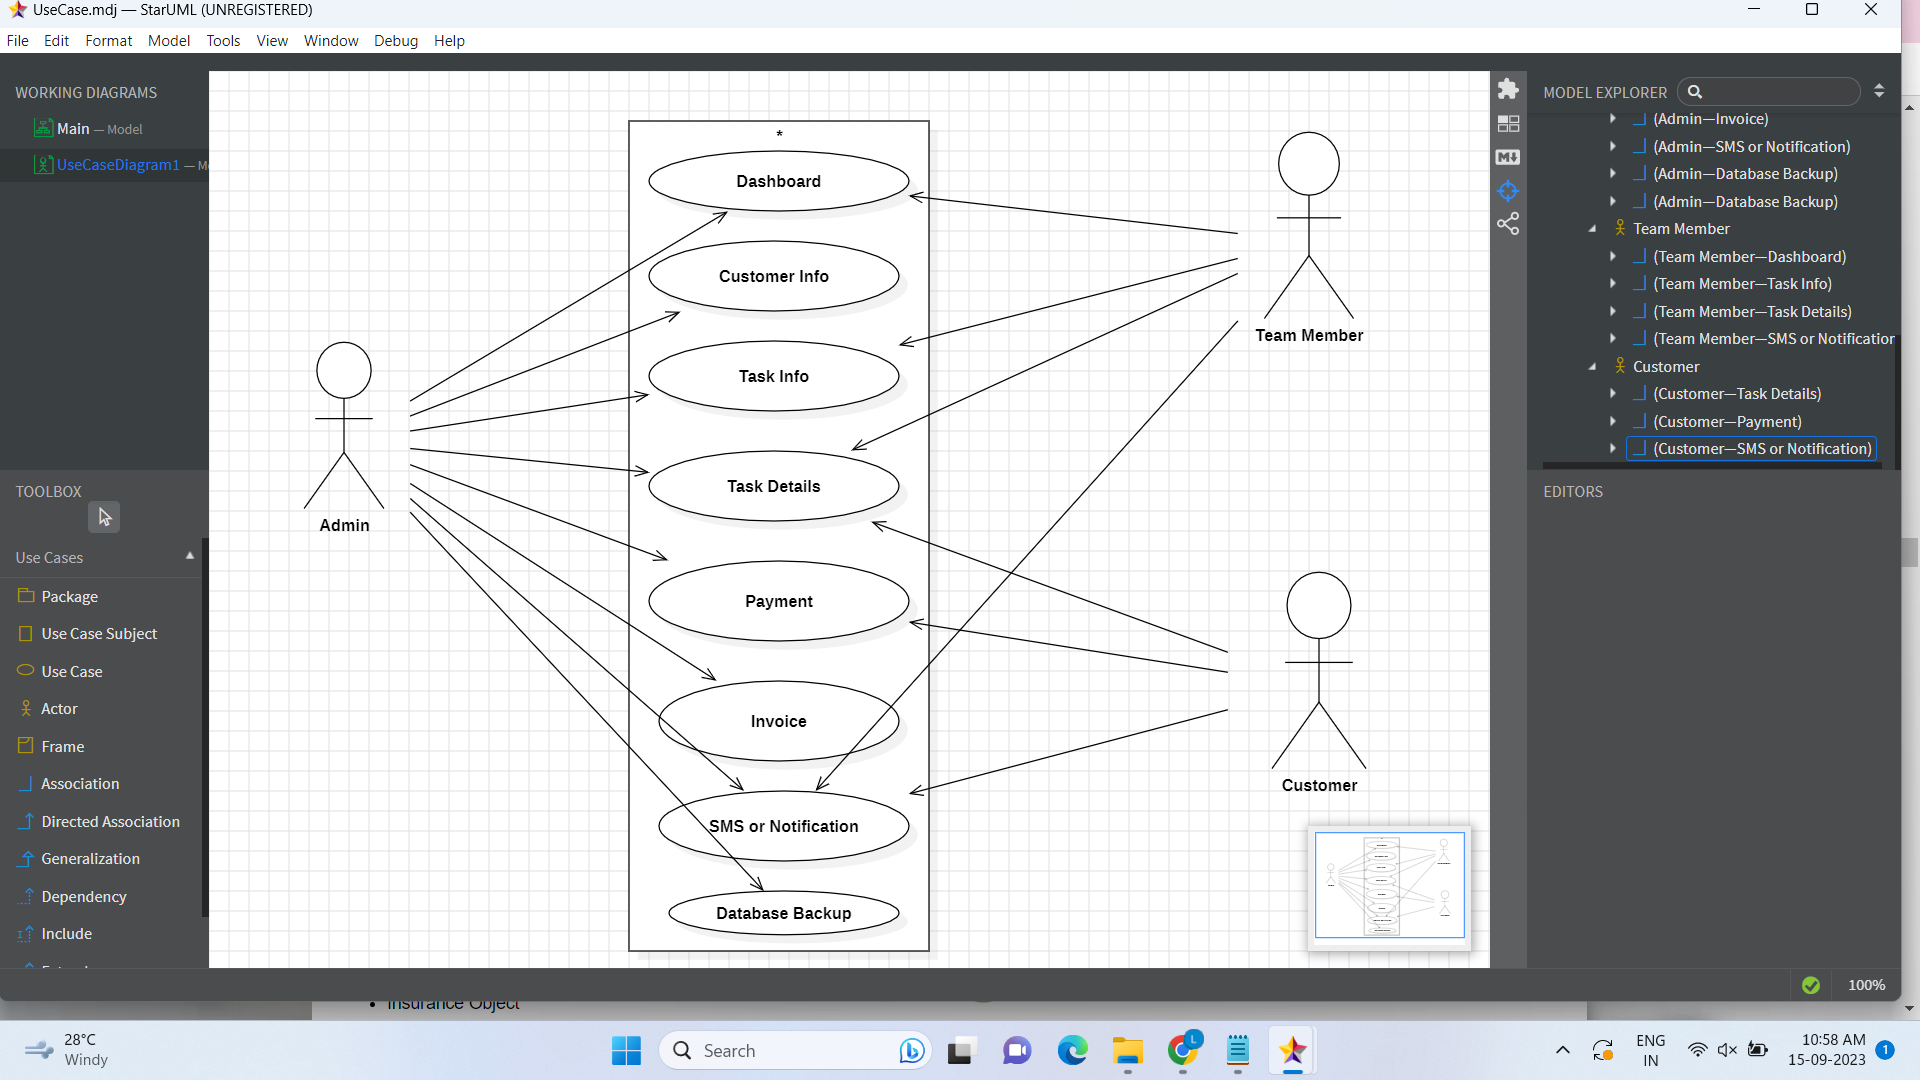 UseCase.mdj — StarUML (UNREGISTERED)
File Edit Format Model Tools View Window Debug Help
WORKING DIAGRAMS
Main — Model
UseCaseDiagram1 — Mo
TOOLBOX
Use Cases
Package
Use Case Subject
Use Case
Actor
Frame
Association
Directed Association
Generalization
Dependency
Include
*
Dashboard
Customer Info
Task Info
Task Details
Payment
Invoice
SMS or Notification
Database Backup
Admin
Team Member
Customer
MODEL EXPLORER
(Admin—Invoice)
(Admin—SMS or Notification)
(Admin—Database Backup)
(Admin—Database Backup)
Team Member
(Team Member—Dashboard)
(Team Member—Task Info)
(Team Member—Task Details)
(Team Member—SMS or Notification
Customer
(Customer—Task Details)
(Customer—Payment)
(Customer—SMS or Notification)
EDITORS
100%
• Insurance Object
28°C
Windy
Search
L
ENG
IN
10:58 AM
15-09-2023
1